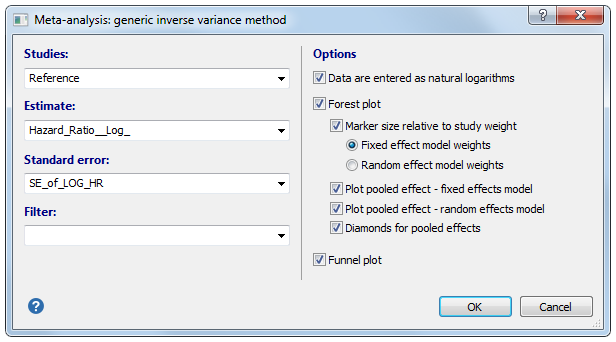 Meta-analysis: generic inverse variance method
Studies:
Reference
Estimate:
Hazard_Ratio__Log_
Standard error:
SE_of_LOG_HR
Filter:
Options
Data are entered as natural logarithms
Forest plot
Marker size relative to study weight
Fixed effect model weights
Random effect model weights
Plot pooled effect - fixed effects model
Plot pooled effect - random effects model
Diamonds for pooled effects
Funnel plot
?
OK
Cancel